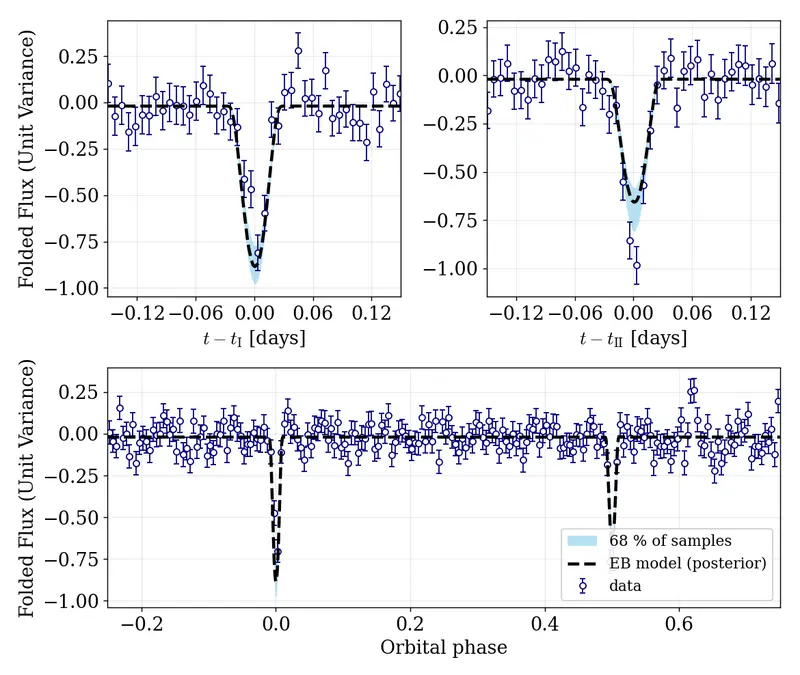 Folded Flux (Unit Variance)
0.25
0.00
−0.25
−0.50
−0.75
−1.00
−0.12 −0.06 0.00 0.06 0.12
t − tI [days]
0.25
0.00
−0.25
−0.50
−0.75
−1.00
−0.12 −0.06 0.00 0.06 0.12
t − tII [days]
Folded Flux (Unit Variance)
0.25
0.00
−0.25
−0.50
−0.75
−1.00
68 % of samples
EB model (posterior)
data
−0.2 0.0 0.2 0.4 0.6
Orbital phase